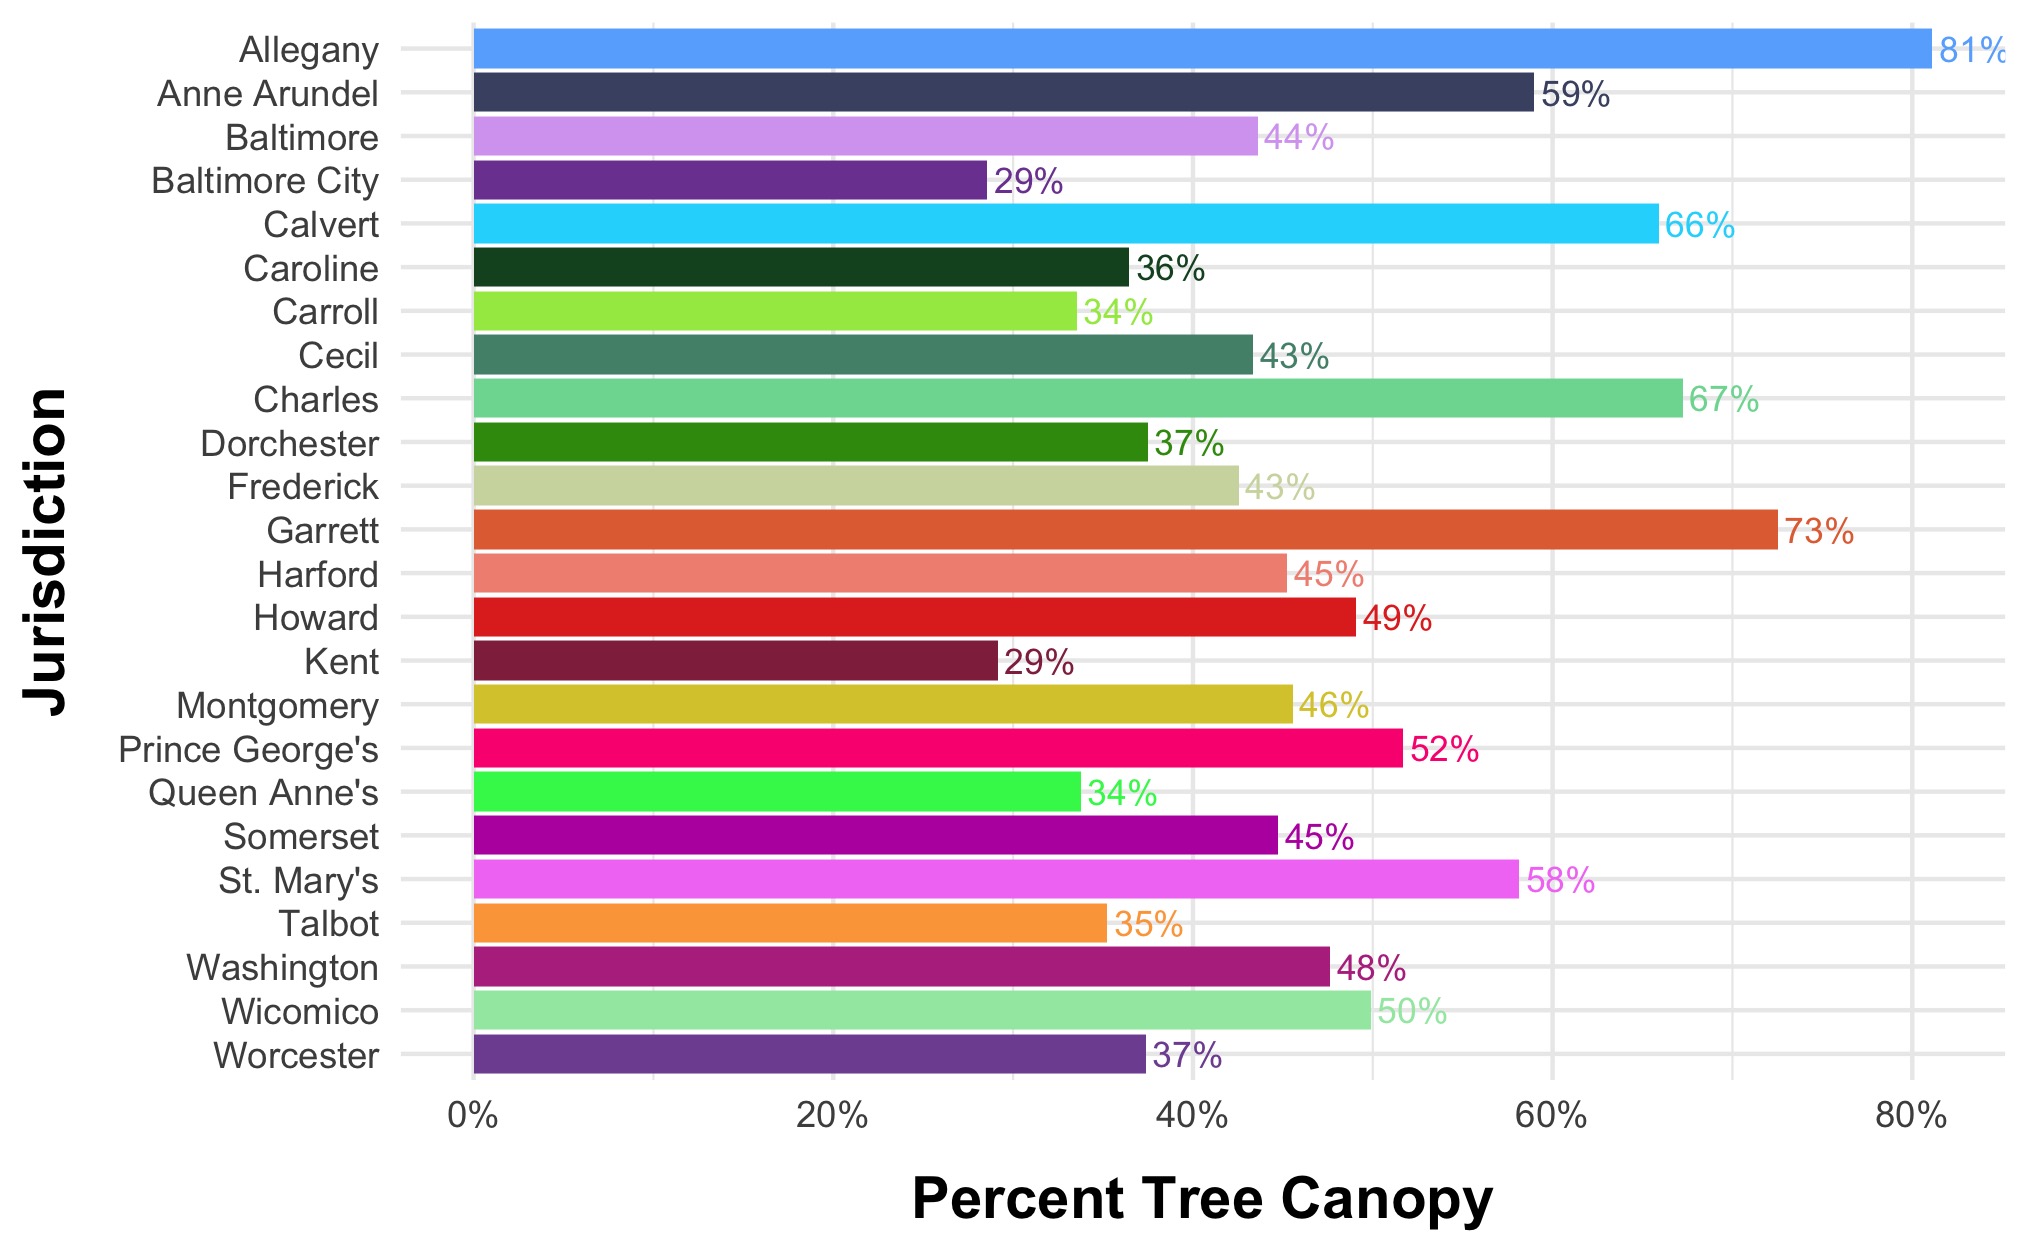 Allegany 81%
Anne Arundel 59%
Baltimore 44%
Baltimore City 29%
Calvert 66%
Caroline 36%
Carroll 34%
Cecil 43%
Charles 67%
Dorchester 37%
Frederick 43%
Garrett 73%
Harford 45%
Howard 49%
Kent 29%
Montgomery 46%
Prince George's 52%
Queen Anne's 34%
Somerset 45%
St. Mary's 58%
Talbot 35%
Washington 48%
Wicomico 50%
Worcester 37%
Jurisdiction
0% 20% 40% 60% 80%
Percent Tree Canopy